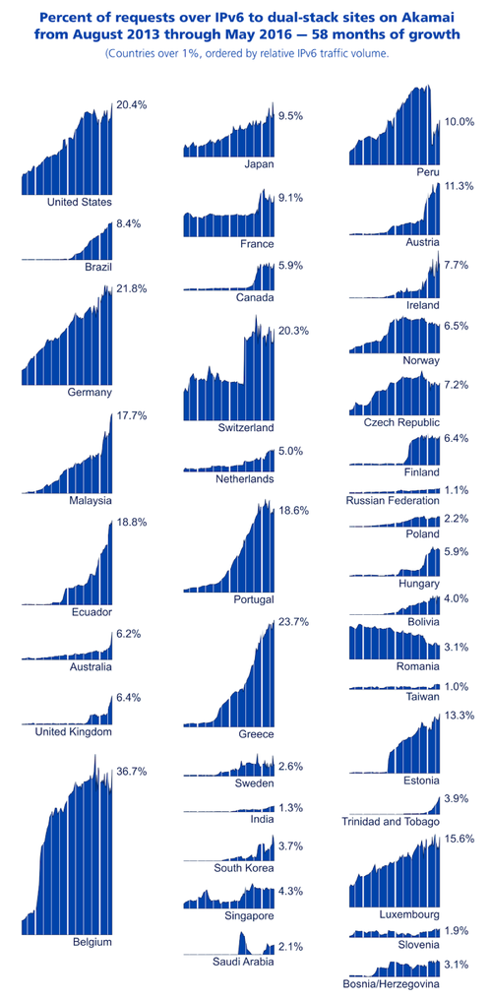 Percent of requests over IPv6 to dual-stack sites on Akamai
from August 2013 through May 2016 — 58 months of growth
(Countries over 1%, ordered by relative IPv6 traffic volume.
20.4%
United States
8.4%
Brazil
21.8%
Germany
17.7%
Malaysia
18.8%
Ecuador
6.2%
Australia
6.4%
United Kingdom
36.7%
Belgium
9.5%
Japan
9.1%
France
5.9%
Canada
20.3%
Switzerland
5.0%
Netherlands
18.6%
Portugal
23.7%
Greece
2.6%
Sweden
1.3%
India
3.7%
South Korea
4.3%
Singapore
2.1%
Saudi Arabia
10.0%
Peru
11.3%
Austria
7.7%
Ireland
6.5%
Norway
7.2%
Czech Republic
6.4%
Finland
1.1%
Russian Federation
2.2%
Poland
5.9%
Hungary
4.0%
Bolivia
3.1%
Romania
1.0%
Taiwan
13.3%
Estonia
3.9%
Trinidad and Tobago
15.6%
Luxembourg
1.9%
Slovenia
3.1%
Bosnia/Herzegovina